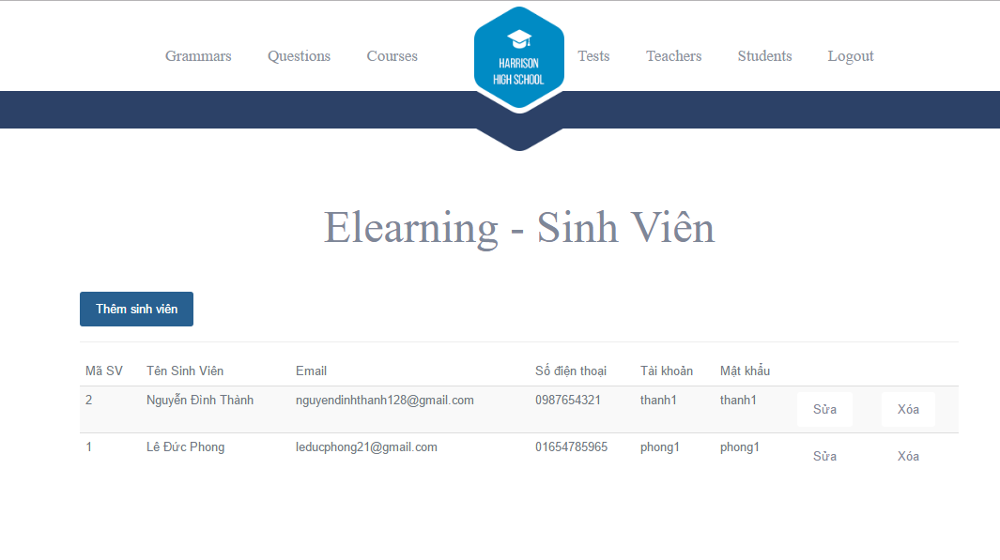 Grammars Questions Courses
HARRISON
HIGH SCHOOL
Tests Teachers Students Logout
Elearning - Sinh Viên
Thêm sinh viên
Mã SV Tên Sinh Viên Email Số điện thoại Tài khoản Mật khẩu
2 Nguyễn Đình Thành nguyendinhthanh128@gmail.com 0987654321 thanh1 thanh1 Sửa Xóa
1 Lê Đức Phong leducphong21@gmail.com 01654785965 phong1 phong1 Sửa Xóa